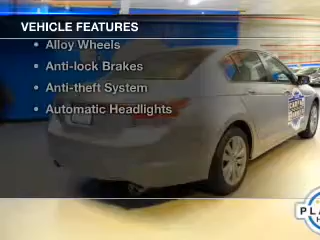 VEHICLE FEATURES
• Alloy Wheels
• Anti-lock Brakes
• Anti-theft System
• Automatic Headlights